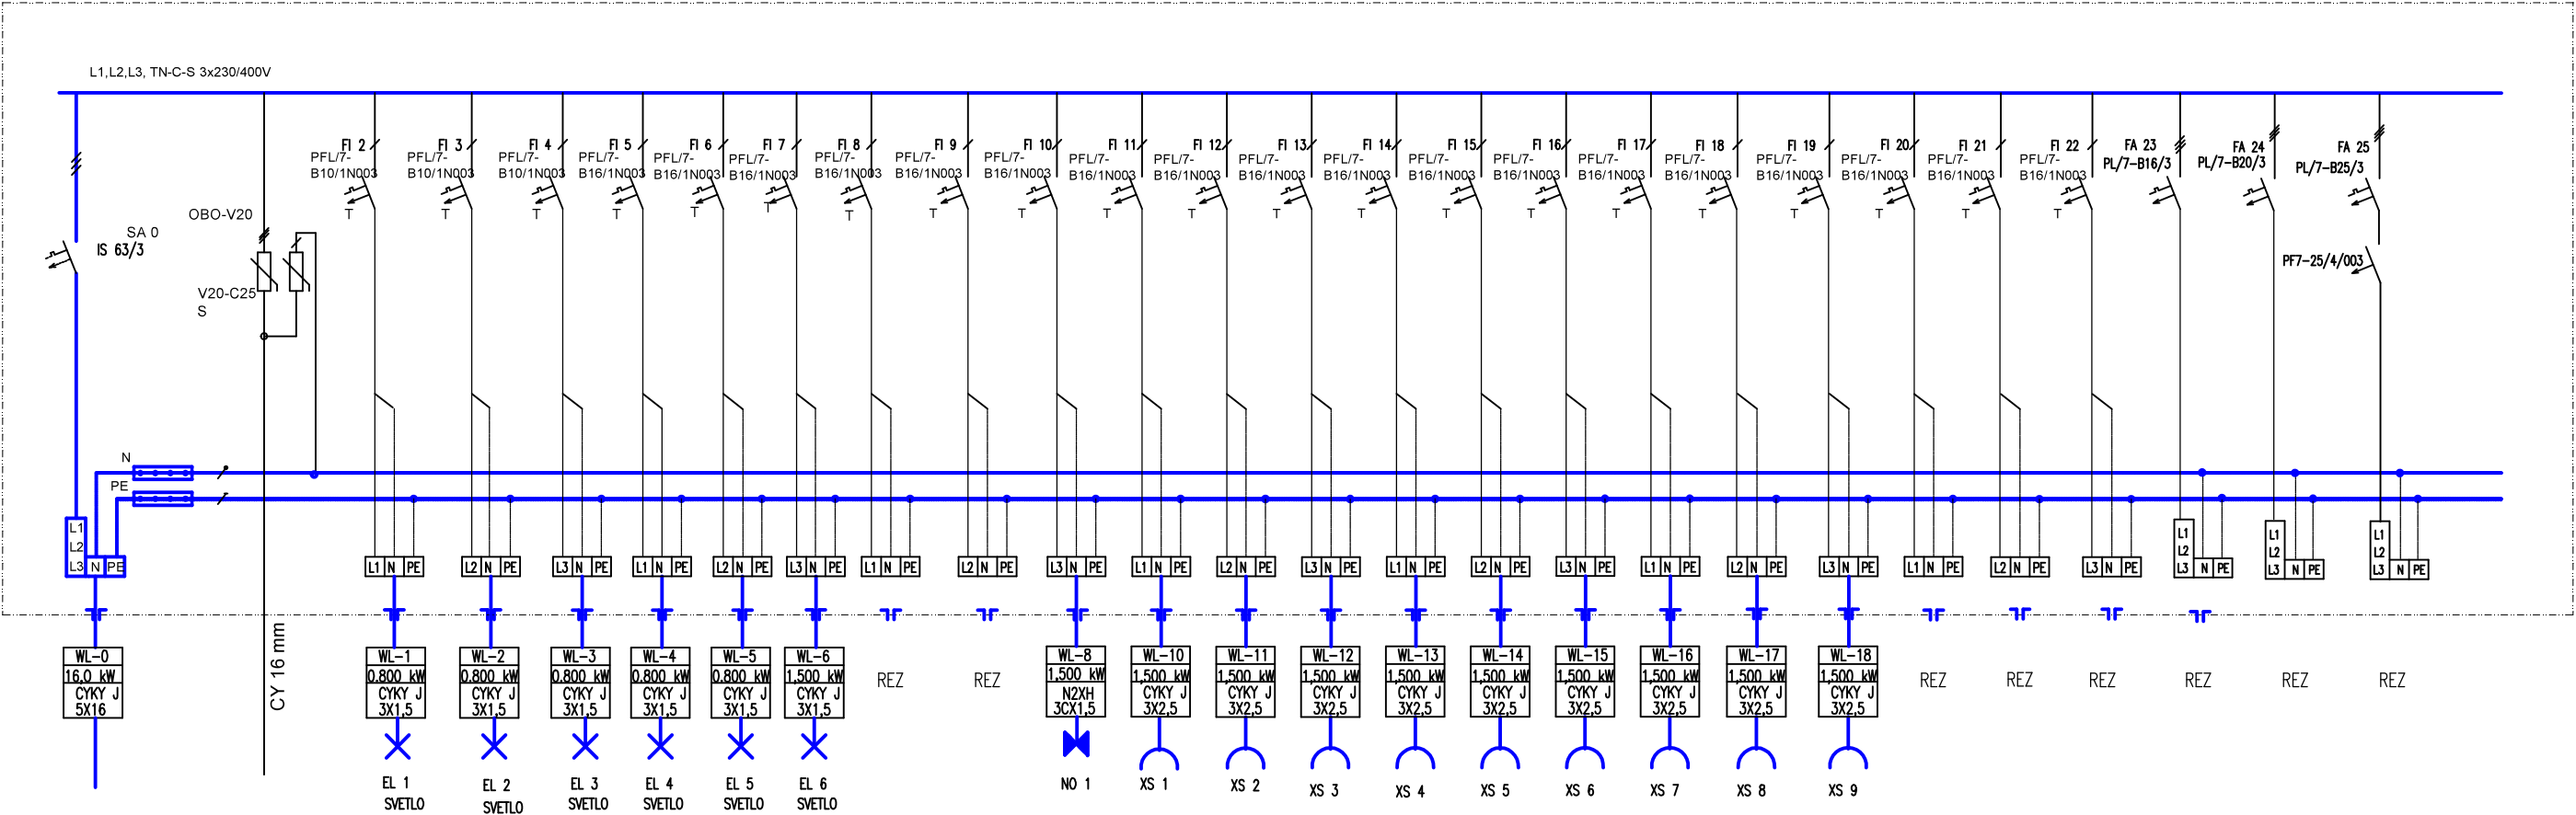 L1,L2,L3, TN-C-S 3x230/400V
FI 2 FI 3 FI 4 FI 5 FI 6 FI 7 FI 8 FI 9 FI 10 FI 11 FI 12 FI 13 FI 14 FI 15 FI 16 FI 17 FI 18 FI 19 FI 20 FI 21 FI 22 FA 23 FA 24 FA 25
PFL/7- PFL/7- PFL/7- PFL/7- PFL/7- PFL/7- PFL/7- PFL/7- PFL/7- PFL/7- PFL/7- PFL/7- PFL/7- PFL/7- PFL/7- PFL/7- PFL/7- PFL/7- PFL/7- PFL/7- PFL/7- PL/7-B16/3 PL/7-B20/3 PL/7-B25/3
B10/1N003 B10/1N003 B10/1N003 B16/1N003 B16/1N003 B16/1N003 B16/1N003 B16/1N003 B16/1N003 B16/1N003 B16/1N003 B16/1N003 B16/1N003 B16/1N003 B16/1N003 B16/1N003 B16/1N003 B16/1N003 B16/1N003 B16/1N003 B16/1N003
T T T T T T T T T T T T T T T T T T T T T
OBO-V20
SA 0
IS 63/3
PF7-25/4/003
V20-C25
S
N
PE
L1 L1 L1 L1
L2 L2 L2 L2
L3 N PE L1 N PE L2 N PE L3 N PE L1 N PE L2 N PE L3 N PE L1 N PE L2 N PE L3 N PE L1 N PE L2 N PE L3 N PE L1 N PE L2 N PE L3 N PE L1 N PE L2 N PE L3 N PE L1 N PE L2 N PE L3 N PE L3 N PE L3 N PE L3 N PE
CY 16 mm
WL-0 WL-1 WL-2 WL-3 WL-4 WL-5 WL-6 WL-8 WL-10 WL-11 WL-12 WL-13 WL-14 WL-15 WL-16 WL-17 WL-18
16,0 kW 0.800 kW 0.800 kW 0.800 kW 0.800 kW 0.800 kW 1,500 kW REZ REZ 1,500 kW 1,500 kW 1,500 kW 1,500 kW 1,500 kW 1,500 kW 1,500 kW 1,500 kW 1,500 kW 1,500 kW REZ REZ REZ REZ REZ REZ
CYKY J CYKY J CYKY J CYKY J CYKY J CYKY J CYKY J N2XH CYKY J CYKY J CYKY J CYKY J CYKY J CYKY J CYKY J CYKY J CYKY J
5X16 3X1,5 3X1,5 3X1,5 3X1,5 3X1,5 3X1,5 3CX1,5 3X2,5 3X2,5 3X2,5 3X2,5 3X2,5 3X2,5 3X2,5 3X2,5 3X2,5
EL 1 EL 2 EL 3 EL 4 EL 5 EL 6 NO 1 XS 1 XS 2 XS 3 XS 4 XS 5 XS 6 XS 7 XS 8 XS 9
SVETLO SVETLO SVETLO SVETLO SVETLO SVETLO